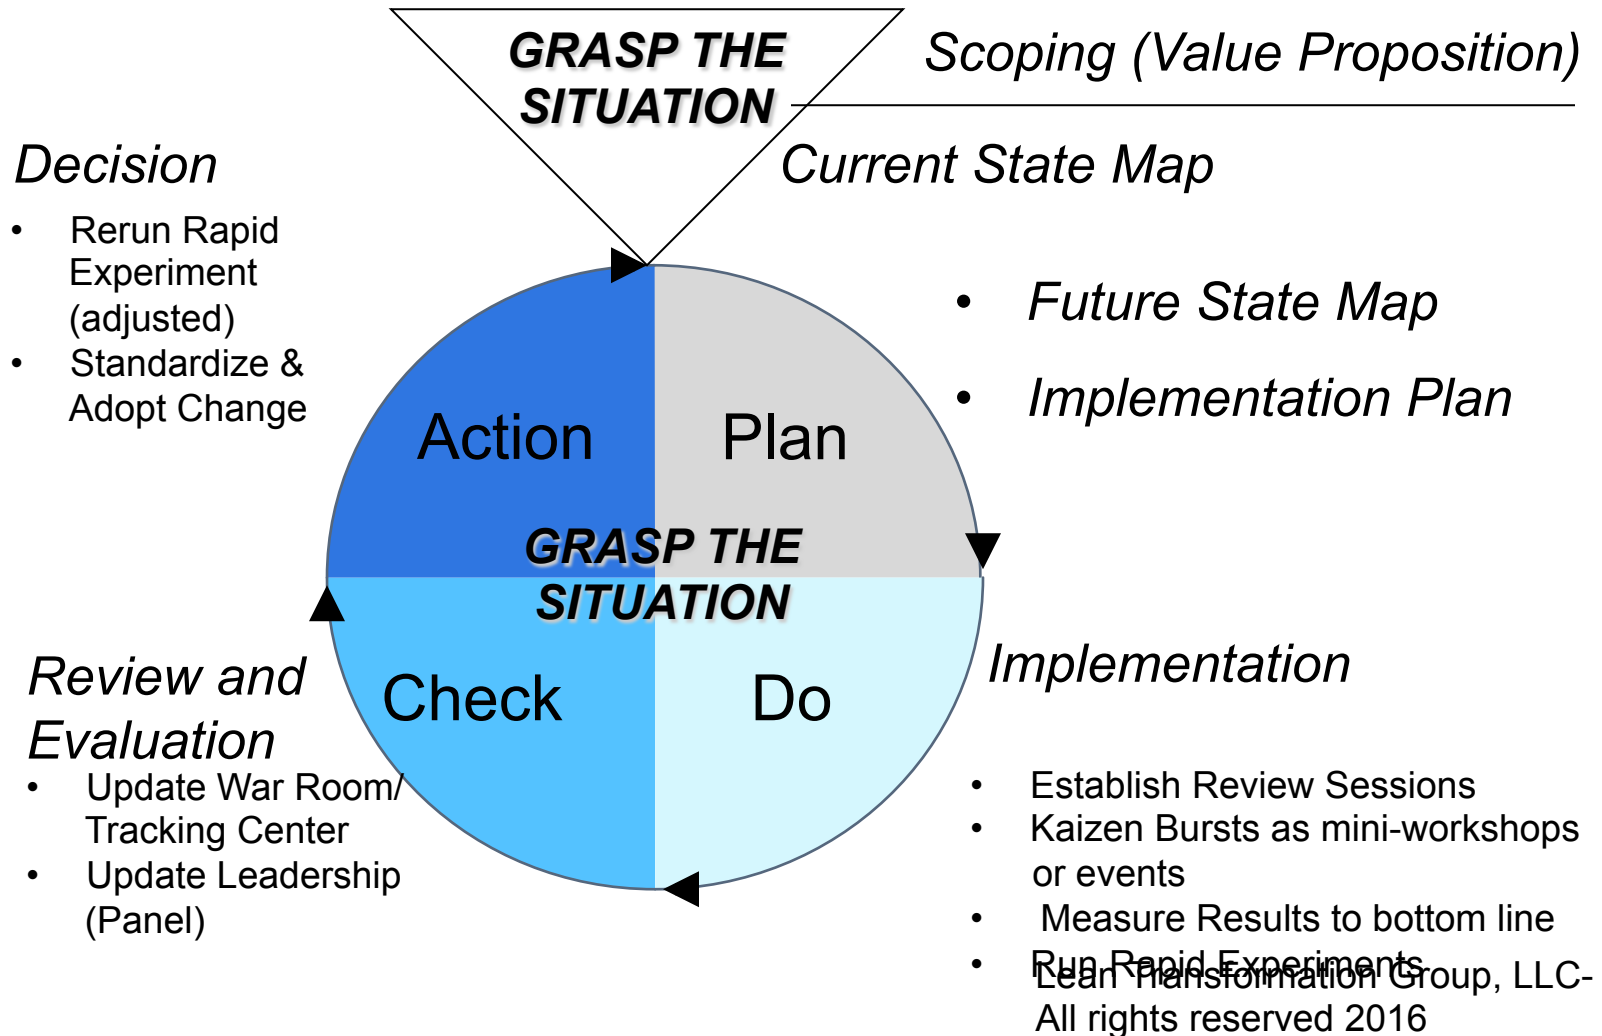 GRASP THE
SITUATION
Scoping (Value Proposition)
Current State Map
Decision
• Rerun Rapid
Experiment
(adjusted)
• Standardize &
Adopt Change
• Future State Map
• Implementation Plan
Action
Plan
GRASP THE
SITUATION
Check
Do
Review and
Evaluation
• Update War Room/
Tracking Center
• Update Leadership
(Panel)
Implementation
• Establish Review Sessions
• Kaizen Bursts as mini-workshops
or events
• Measure Results to bottom line
• Run Rapid Experiments
Lean Transformation Group, LLC-
All rights reserved 2016